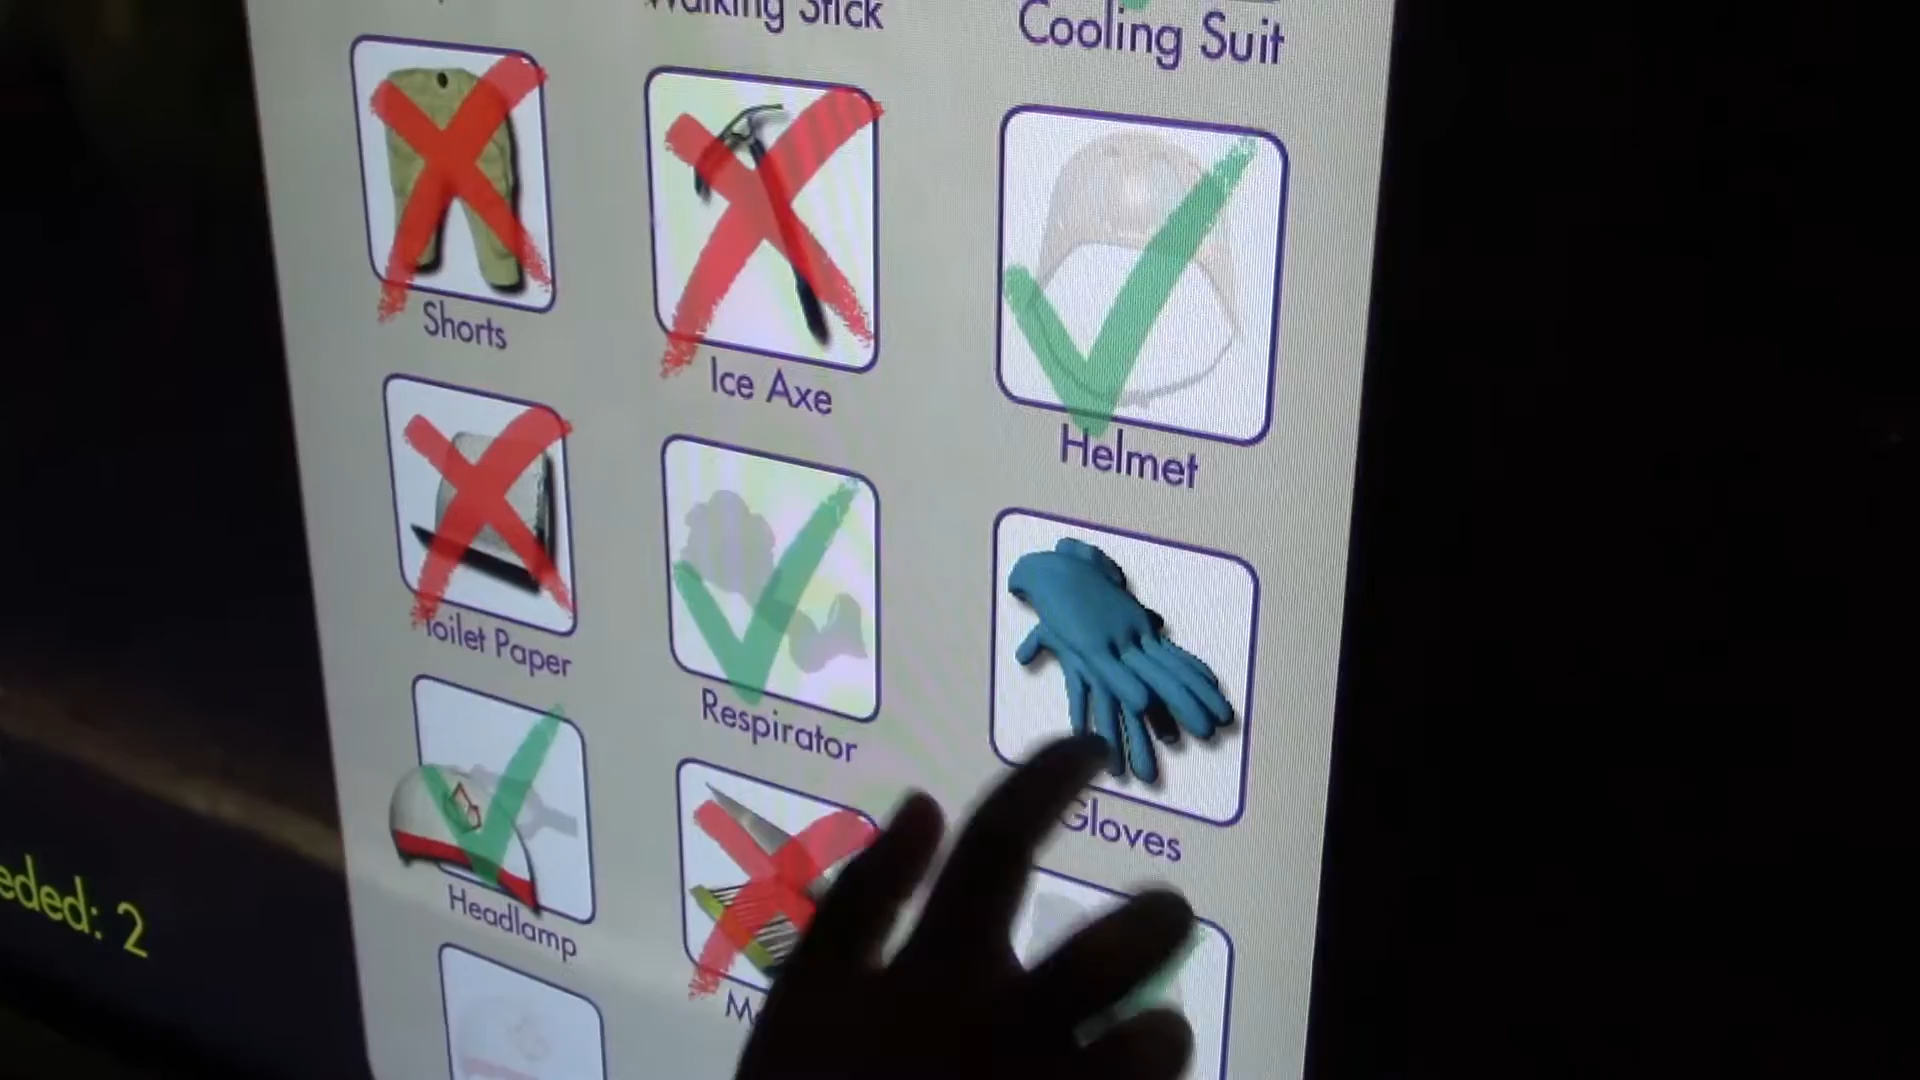 Walking Stick
Cooling Suit
Shorts
Ice Axe
Helmet
Toilet Paper
Respirator
Gloves
Headlamp
eded: 2